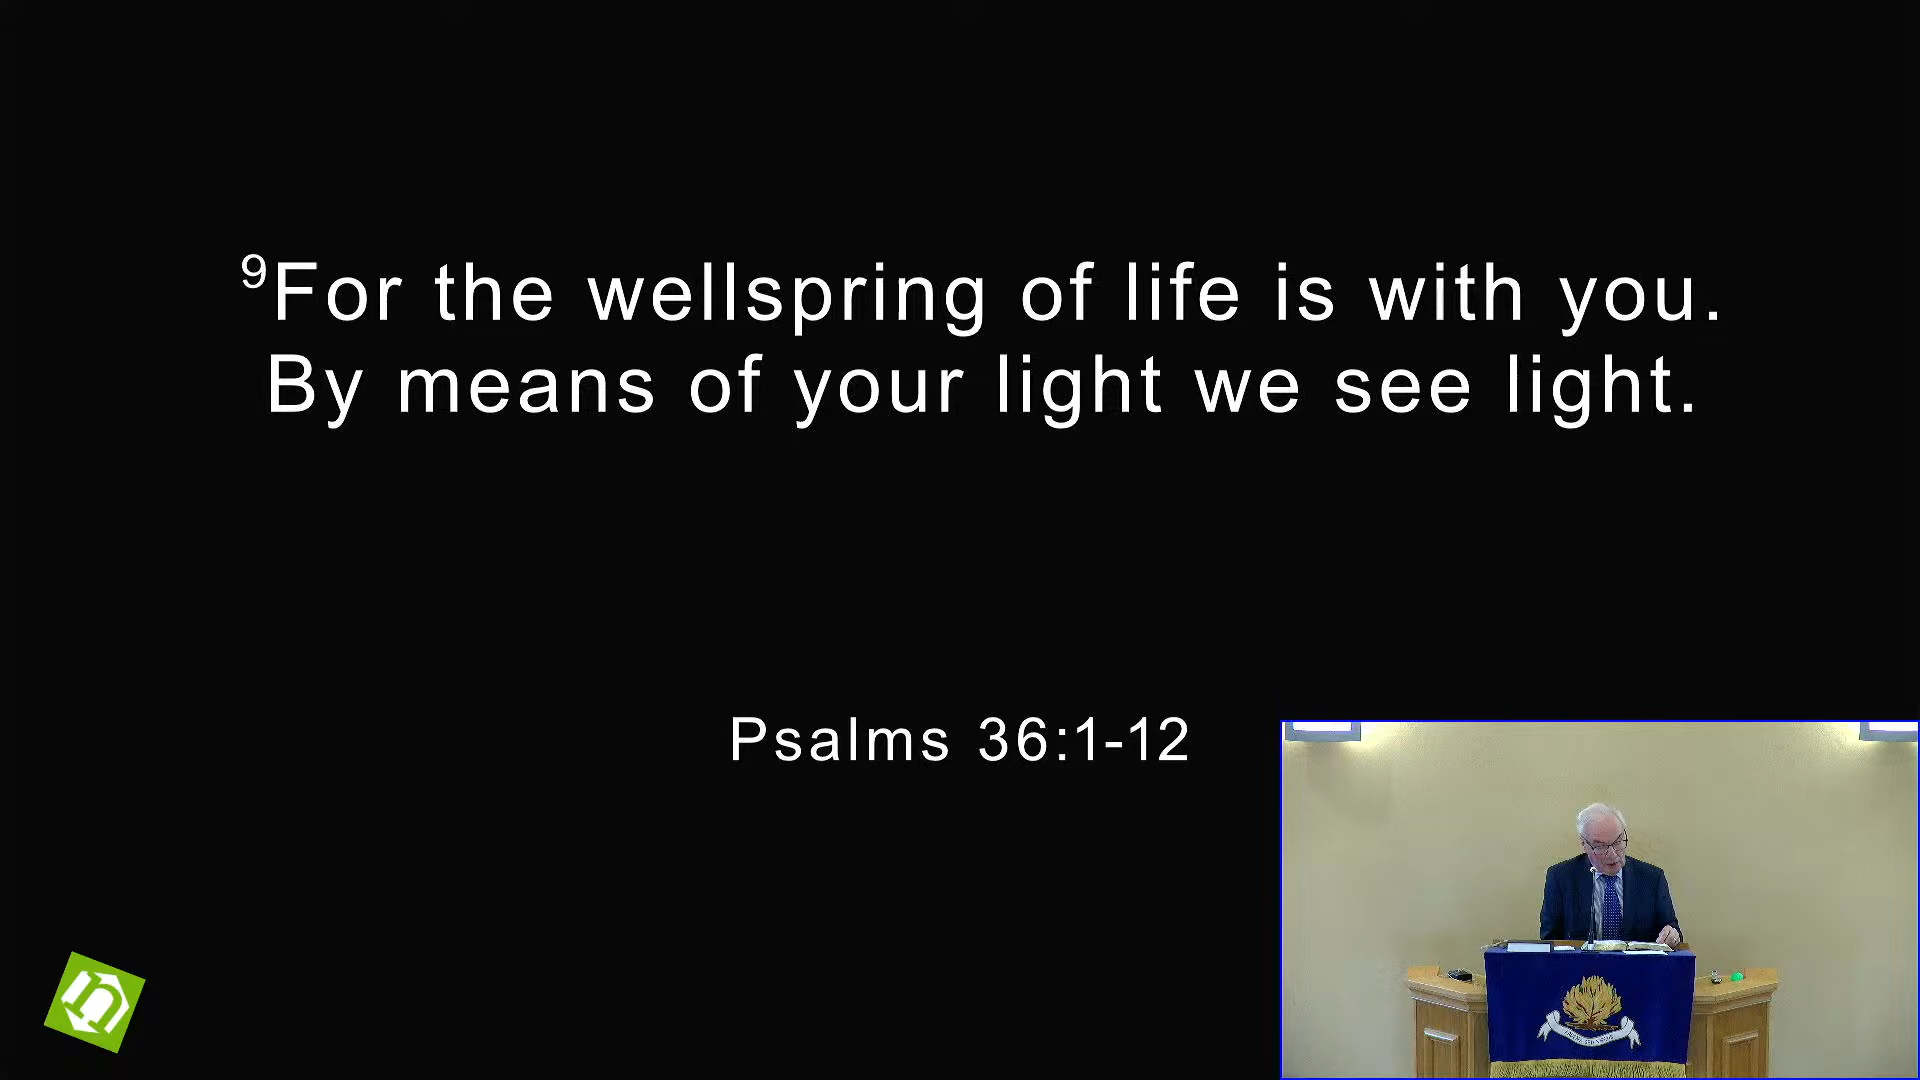 ⁹For the wellspring of life is with you.
By means of your light we see light.
Psalms 36:1-12